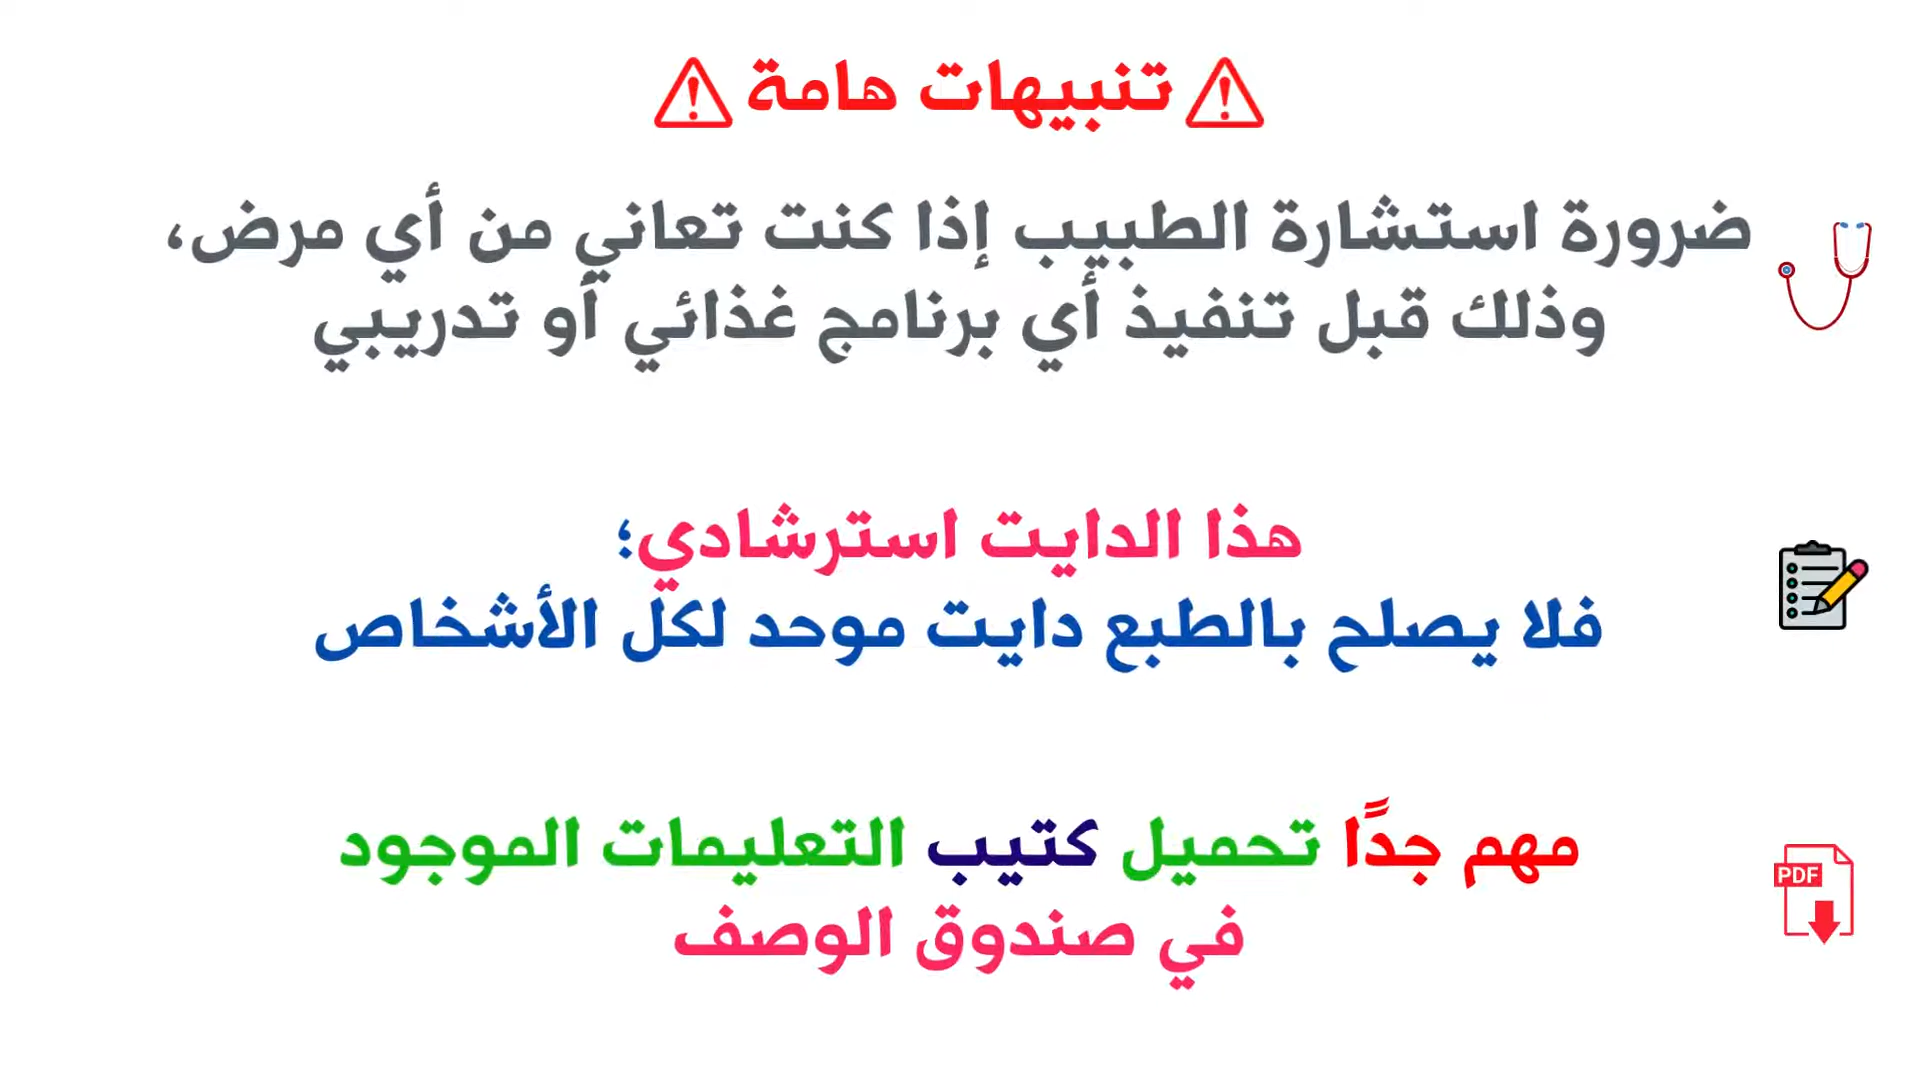 تنبيهات هامة
ضرورة استشارة الطبيب إذا كنت تعاني من أي مرض،
وذلك قبل تنفيذ أي برنامج غذائي أو تدريبي
هذا الدايت استرشادي؛
فلا يصلح بالطبع دايت موحد لكل الأشخاص
مهم جدًا تحميل كتيب التعليمات الموجود
PDF
في صندوق الوصف